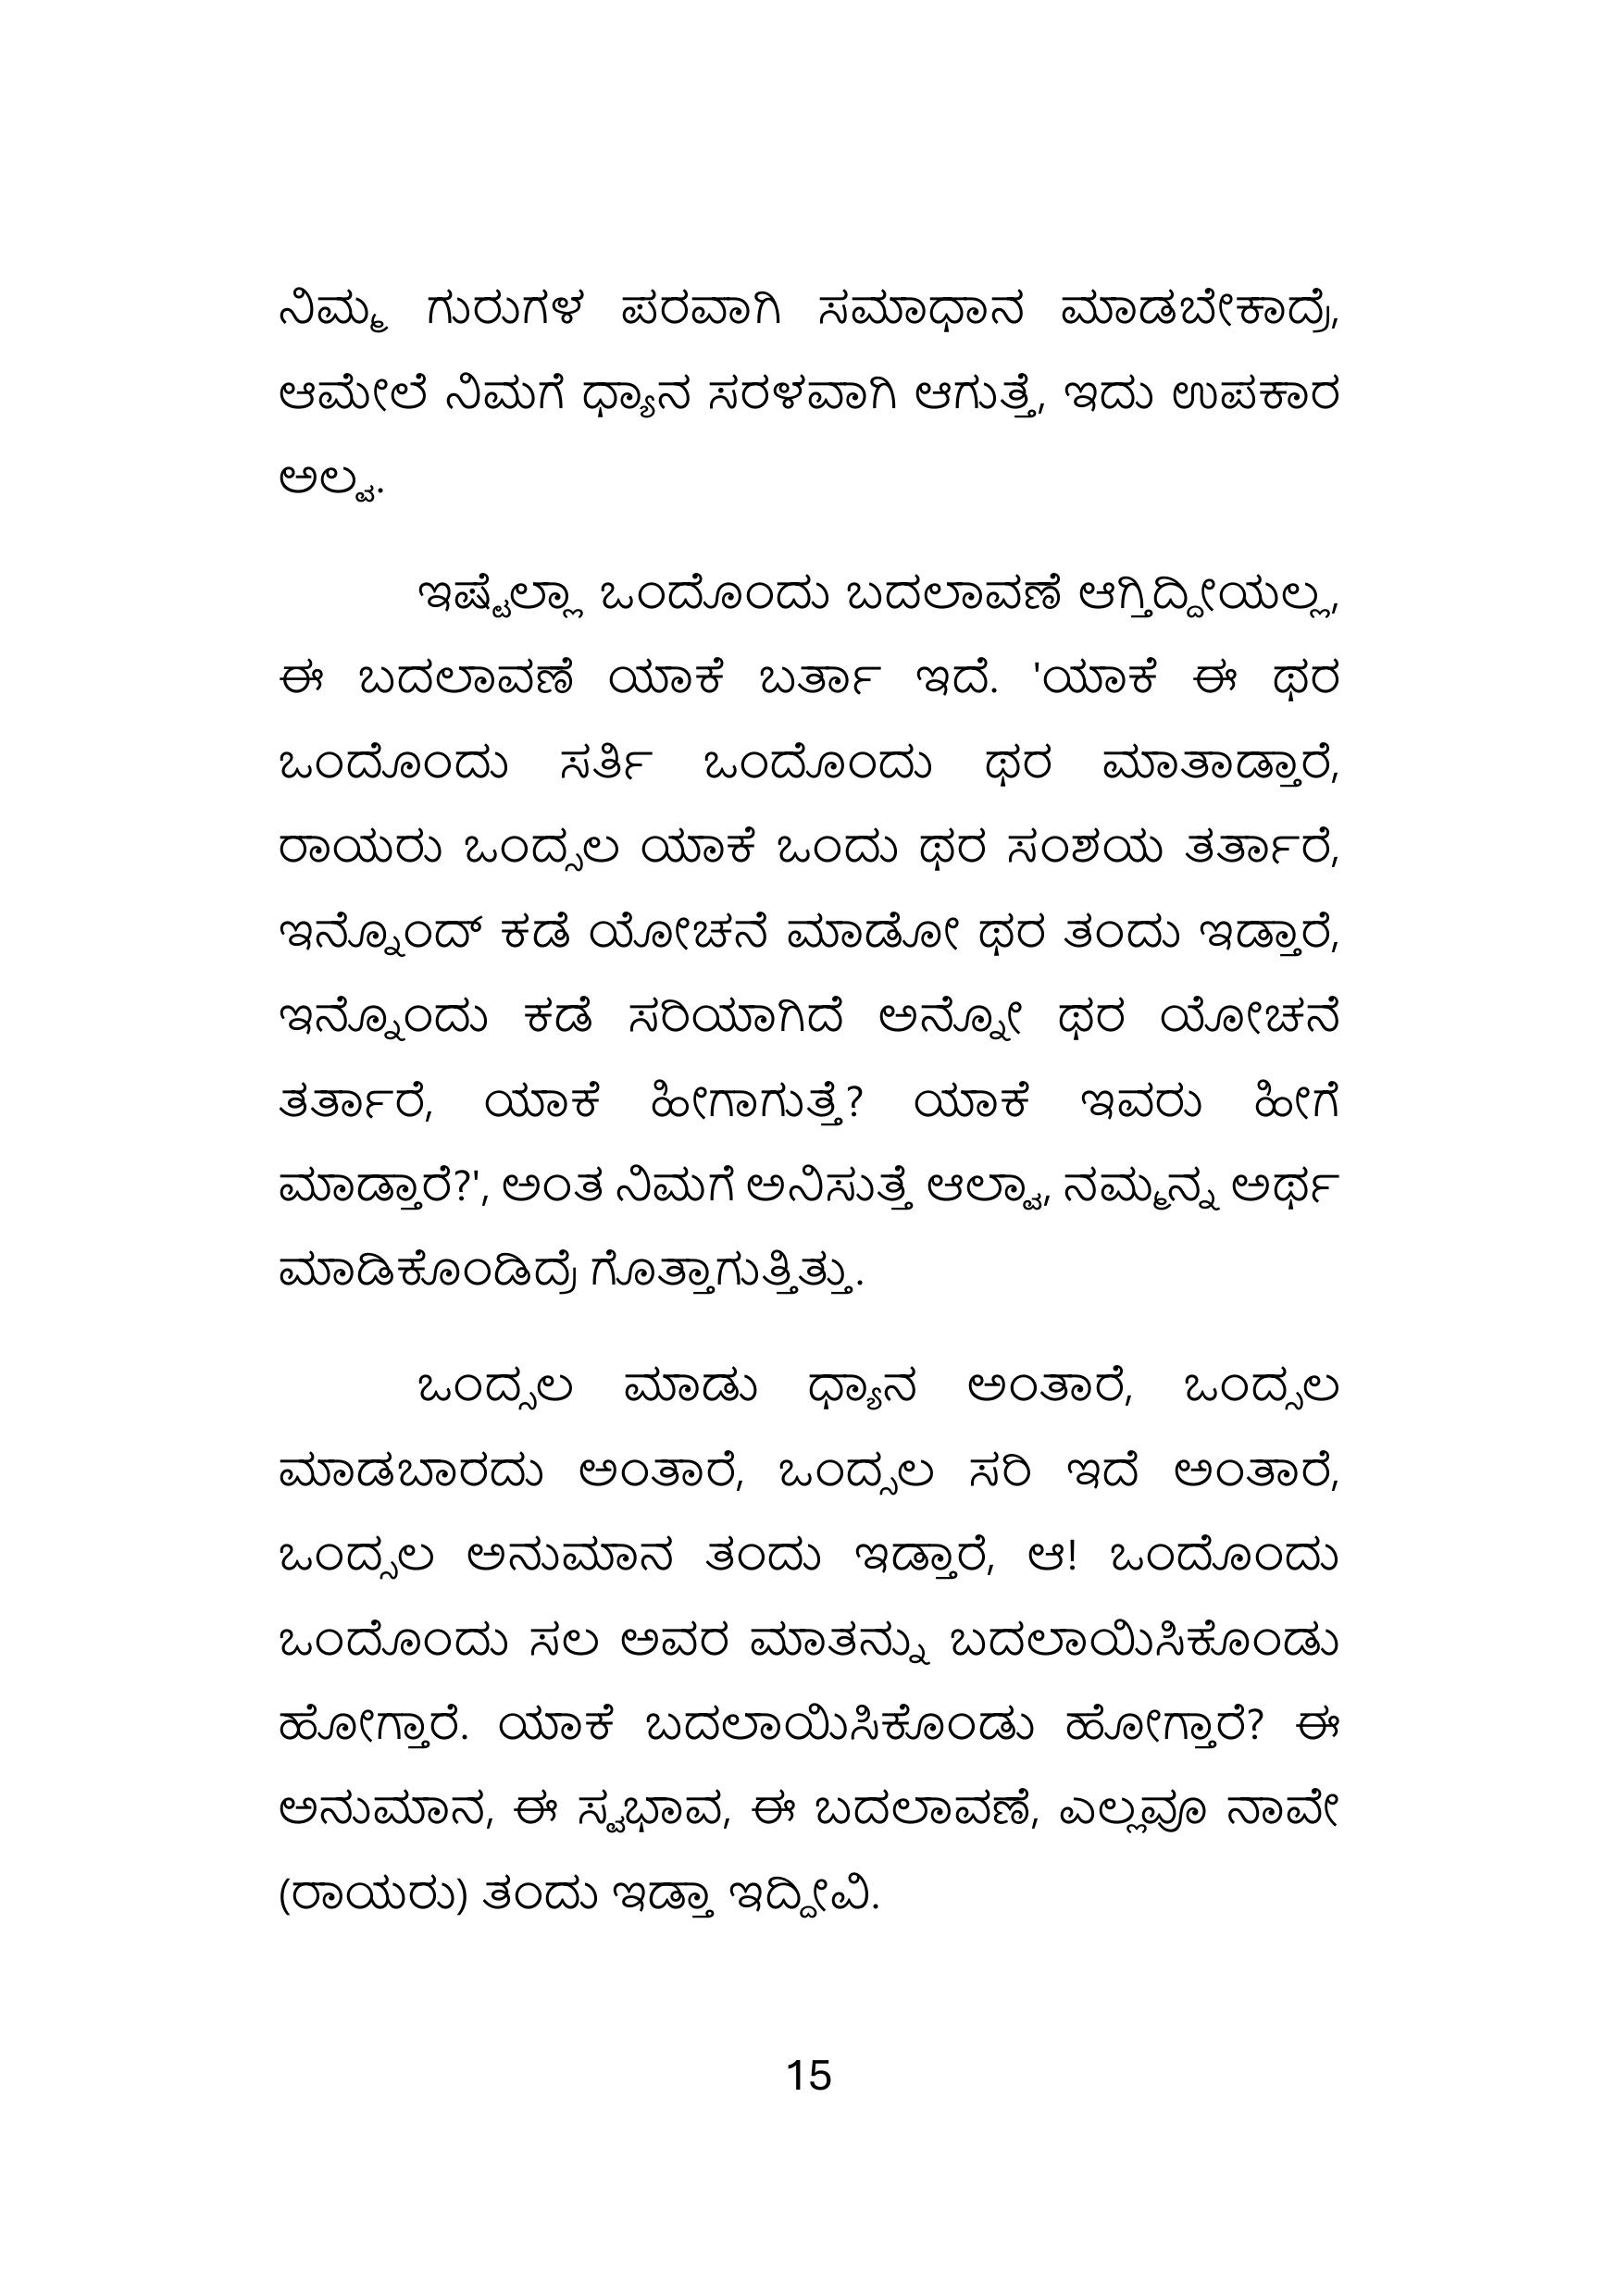 ನಿಮ್ಮ ಗುರುಗಳ ಪರವಾಗಿ ಸಮಾಧಾನ ಮಾಡಬೇಕಾದ್ರೆ,
ಆಮೇಲೆ ನಿಮಗೆ ಧ್ಯಾನ ಸರಳವಾಗಿ ಆಗುತ್ತೆ, ಇದು ಉಪಕಾರ
ಅಲ್ವ.
ಇಷ್ಟೆಲ್ಲಾ ಒಂದೊಂದು ಬದಲಾವಣೆ ಆಗ್ತಿದ್ದೀಯಲ್ಲ,
ಈ ಬದಲಾವಣೆ ಯಾಕೆ ಬರ್ತಾ ಇದೆ. 'ಯಾಕೆ ಈ ಥರ
ಒಂದೊಂದು ಸರ್ತಿ ಒಂದೊಂದು ಥರ ಮಾತಾಡ್ತಾರೆ,
ರಾಯರು ಒಂದ್ಸಲ ಯಾಕೆ ಒಂದು ಥರ ಸಂಶಯ ತರ್ತಾರೆ,
ಇನ್ನೊಂದ್ ಕಡೆ ಯೋಚನೆ ಮಾಡೋ ಥರ ತಂದು ಇಡ್ತಾರೆ,
ಇನ್ನೊಂದು ಕಡೆ ಸರಿಯಾಗಿದೆ ಅನ್ನೋ ಥರ ಯೋಚನೆ
ತರ್ತಾರೆ, ಯಾಕೆ ಹೀಗಾಗುತ್ತೆ? ಯಾಕೆ ಇವರು ಹೀಗೆ
ಮಾಡ್ತಾರೆ?', ಅಂತ ನಿಮಗೆ ಅನಿಸುತ್ತೆ ಆಲ್ವಾ, ನಮ್ಮನ್ನ ಅರ್ಥ
ಮಾಡಿಕೊಂಡಿದ್ರೆ ಗೊತ್ತಾಗುತ್ತಿತ್ತು.
ಒಂದ್ಸಲ ಮಾಡು ಧ್ಯಾನ ಅಂತಾರೆ, ಒಂದ್ಸಲ
ಮಾಡಬಾರದು ಅಂತಾರೆ, ಒಂದ್ಸಲ ಸರಿ ಇದೆ ಅಂತಾರೆ,
ಒಂದ್ಸಲ ಅನುಮಾನ ತಂದು ಇಡ್ತಾರೆ, ಆ! ಒಂದೊಂದು
ಒಂದೊಂದು ಸಲ ಅವರ ಮಾತನ್ನು ಬದಲಾಯಿಸಿಕೊಂಡು
ಹೋಗ್ತಾರೆ. ಯಾಕೆ ಬದಲಾಯಿಸಿಕೊಂಡು ಹೋಗ್ತಾರೆ? ಈ
ಅನುಮಾನ, ಈ ಸ್ವಭಾವ, ಈ ಬದಲಾವಣೆ, ಎಲ್ಲವೂ ನಾವೇ
(ರಾಯರು) ತಂದು ಇಡ್ತಾ ಇದ್ದೀವಿ.
15